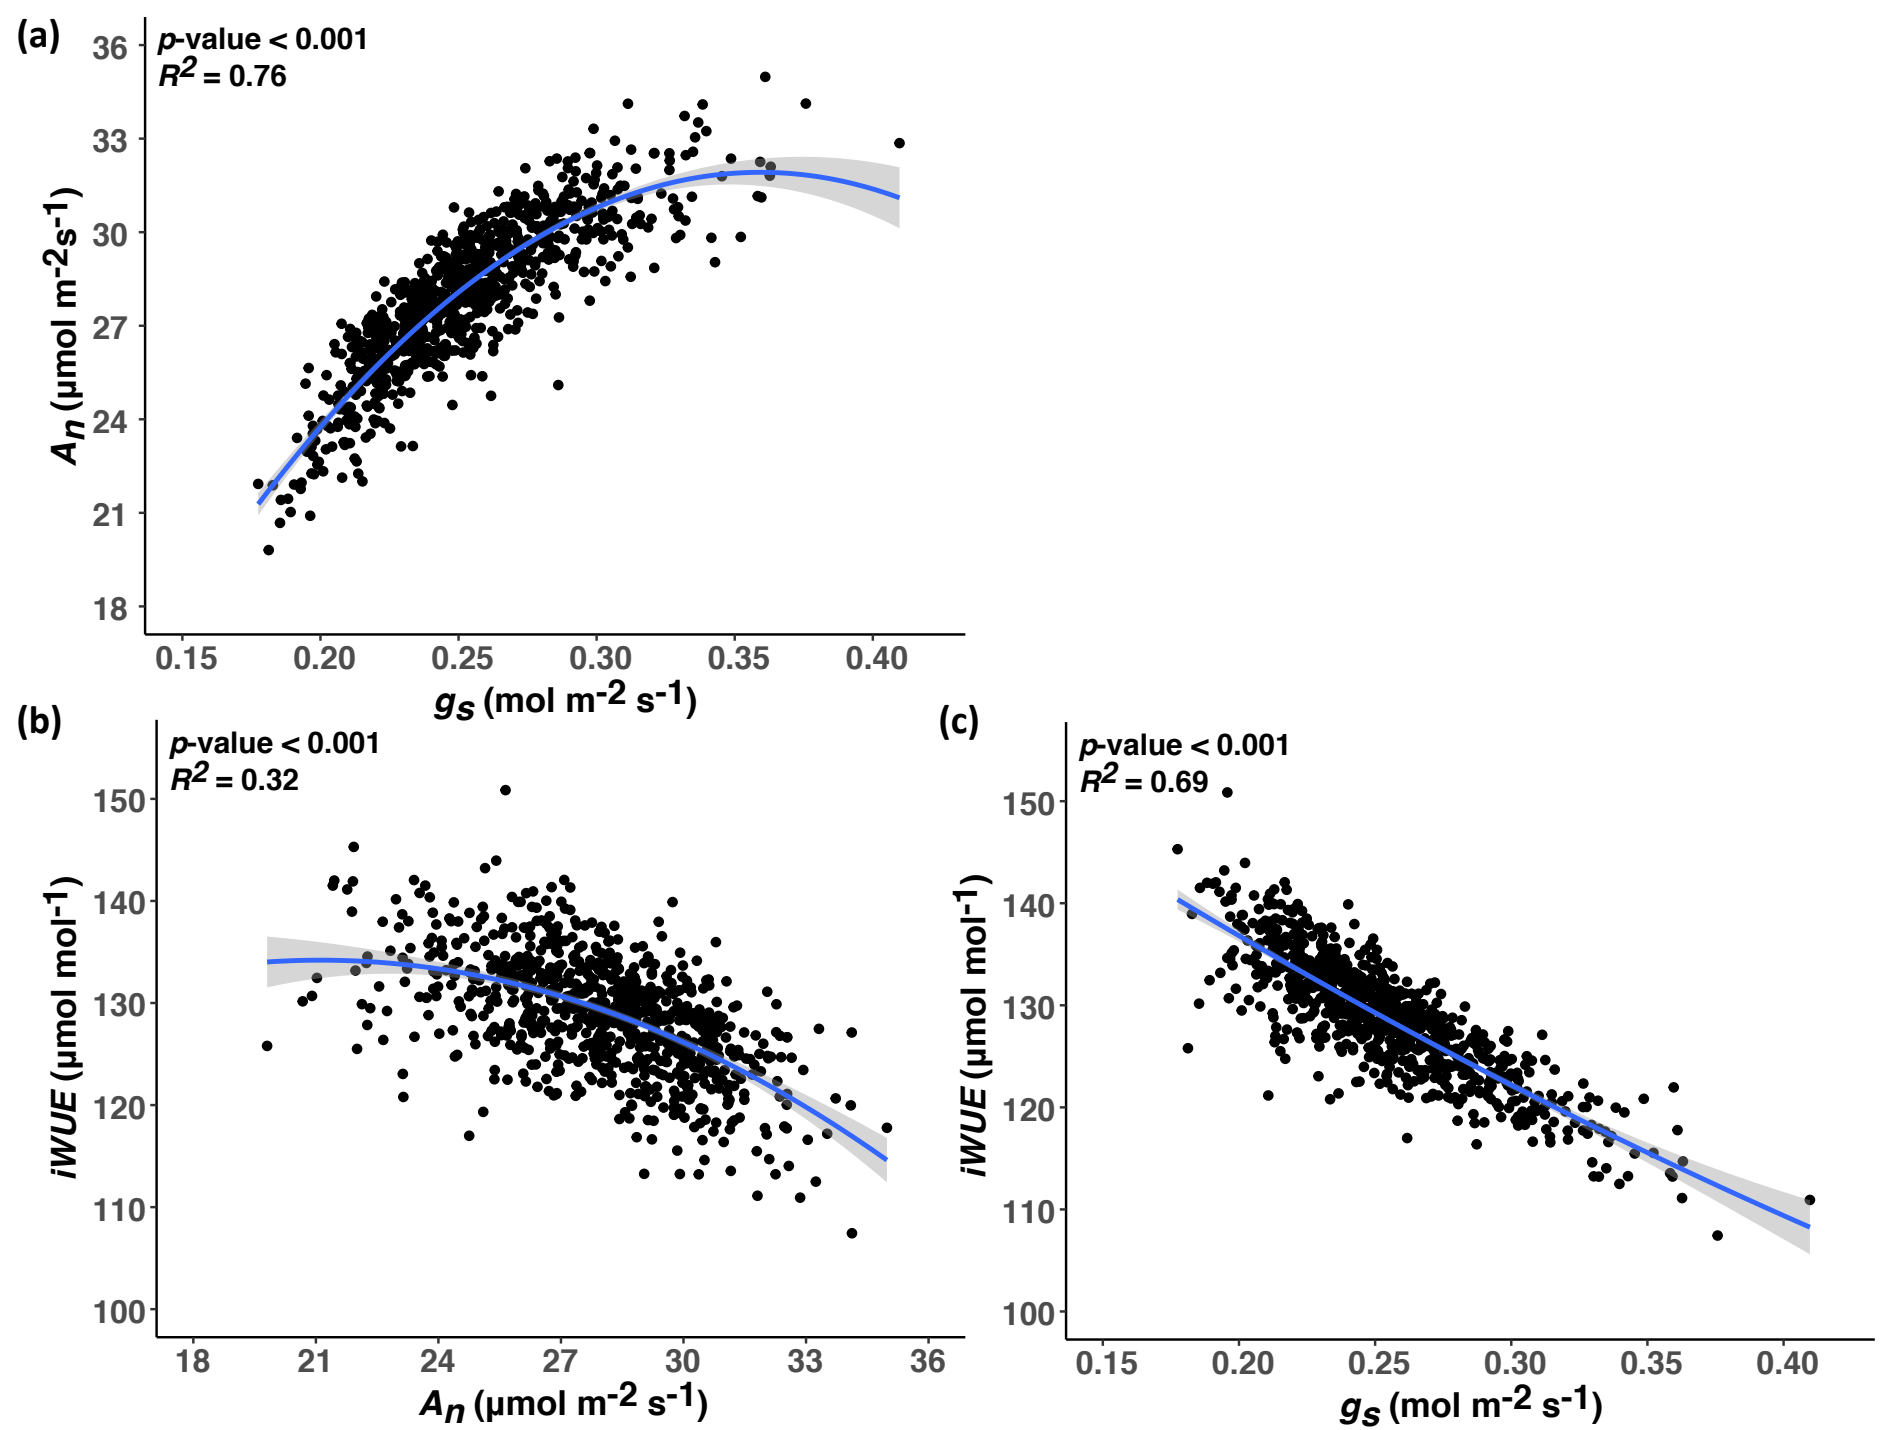 (a)
p-value < 0.001
R² = 0.76
36
33
30
27
24
21
18
Aₙ (μmol m⁻²s⁻¹)
0.15 0.20 0.25 0.30 0.35 0.40
gₛ (mol m⁻² s⁻¹)
(b)
p-value < 0.001
R² = 0.32
150
140
130
120
110
100
iWUE (μmol mol⁻¹)
18 21 24 27 30 33 36
Aₙ (μmol m⁻² s⁻¹)
(c)
p-value < 0.001
R² = 0.69
150
140
130
120
110
100
iWUE (μmol mol⁻¹)
0.15 0.20 0.25 0.30 0.35 0.40
gₛ (mol m⁻² s⁻¹)